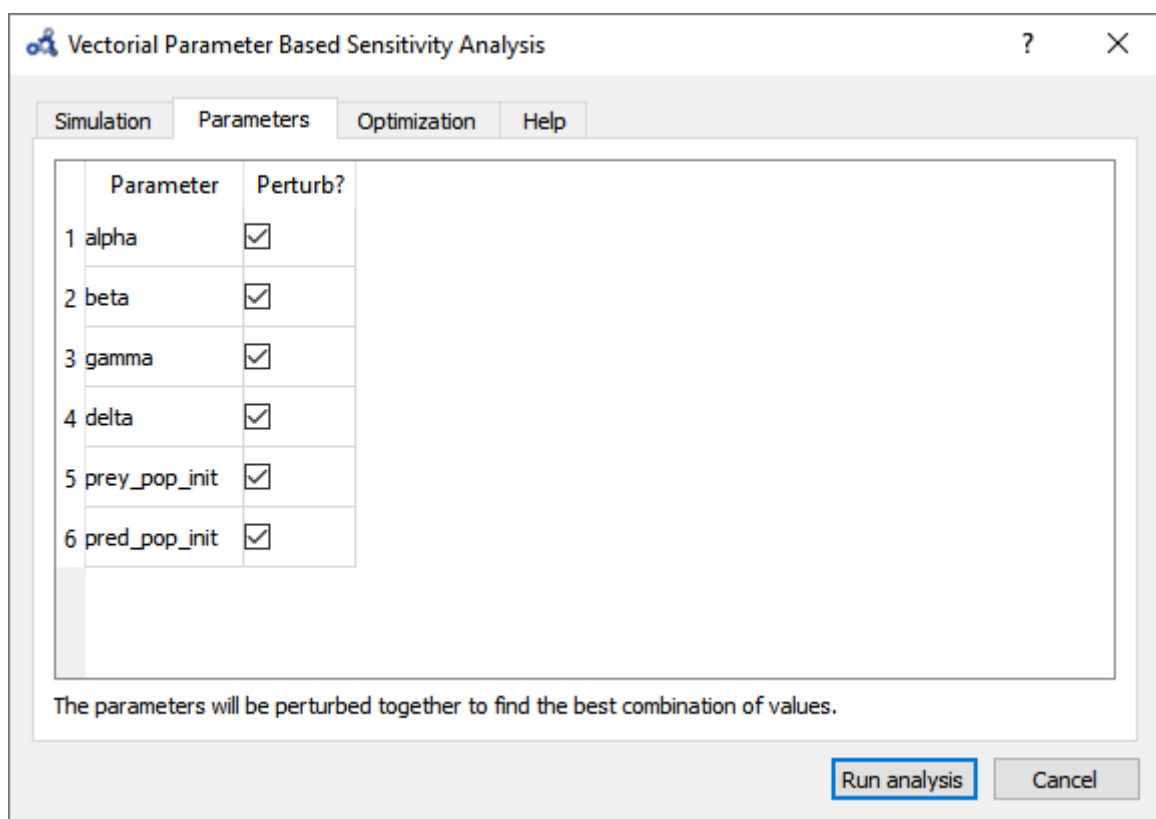 Vectorial Parameter Based Sensitivity Analysis ?
Simulation Parameters Optimization Help
Parameter Perturb?
1 alpha
2 beta
3 gamma
4 delta
5 prey_pop_init
6 pred_pop_init
The parameters will be perturbed together to find the best combination of values.
Run analysis Cancel